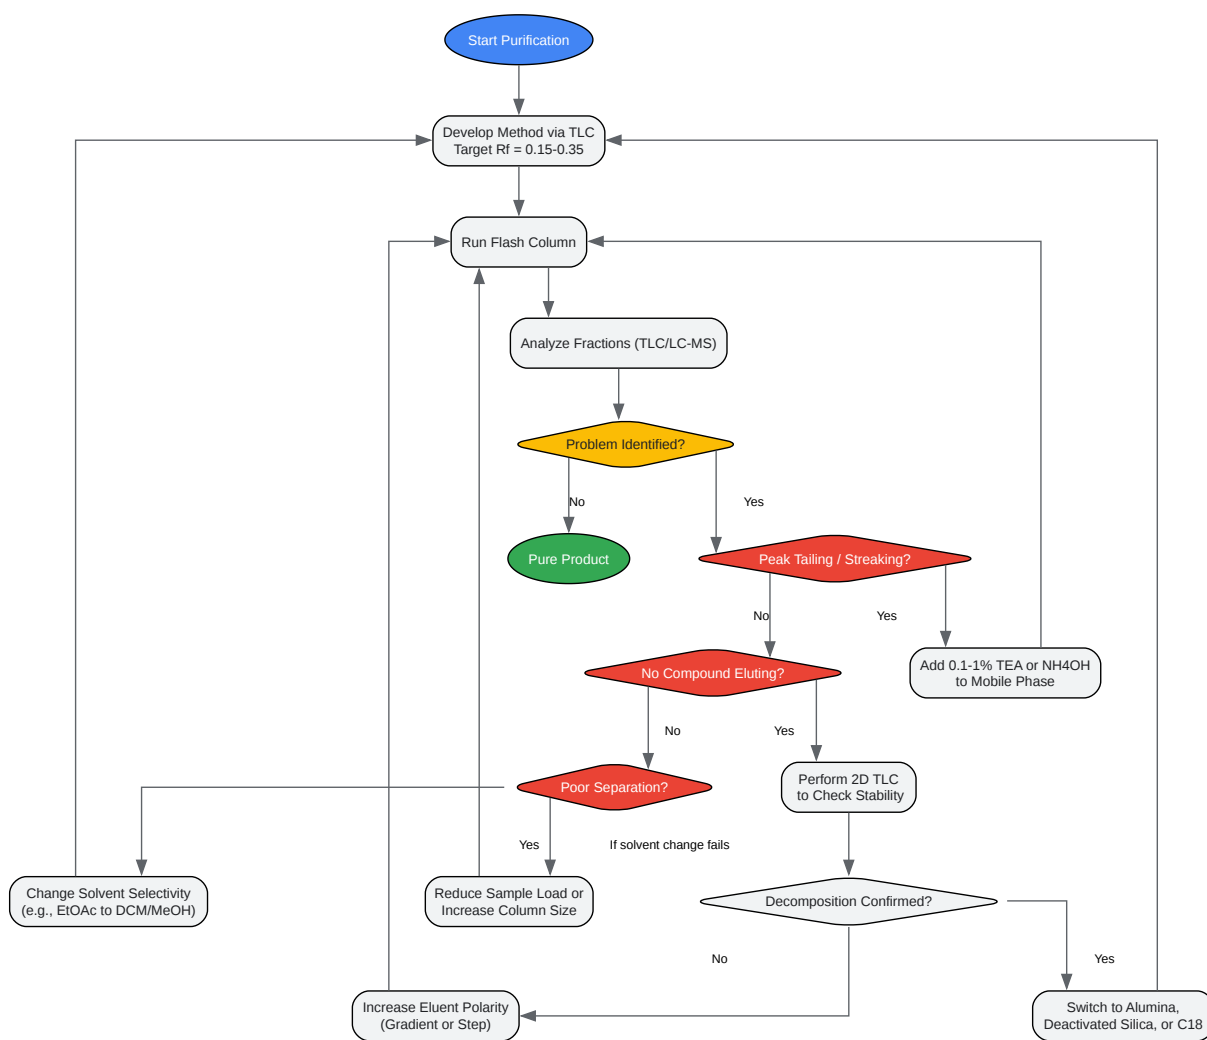 Start Purification
Develop Method via TLC
Target Rf = 0.15-0.35
Run Flash Column
Analyze Fractions (TLC/LC-MS)
Problem Identified?
No
Yes
Pure Product
Peak Tailing / Streaking?
No
Yes
Add 0.1-1% TEA or NH4OH
to Mobile Phase
No Compound Eluting?
No
Yes
Perform 2D TLC
to Check Stability
Poor Separation?
Yes
If solvent change fails
Change Solvent Selectivity
(e.g., EtOAc to DCM/MeOH)
Reduce Sample Load or
Increase Column Size
Decomposition Confirmed?
No
Yes
Increase Eluent Polarity
(Gradient or Step)
Switch to Alumina,
Deactivated Silica, or C18